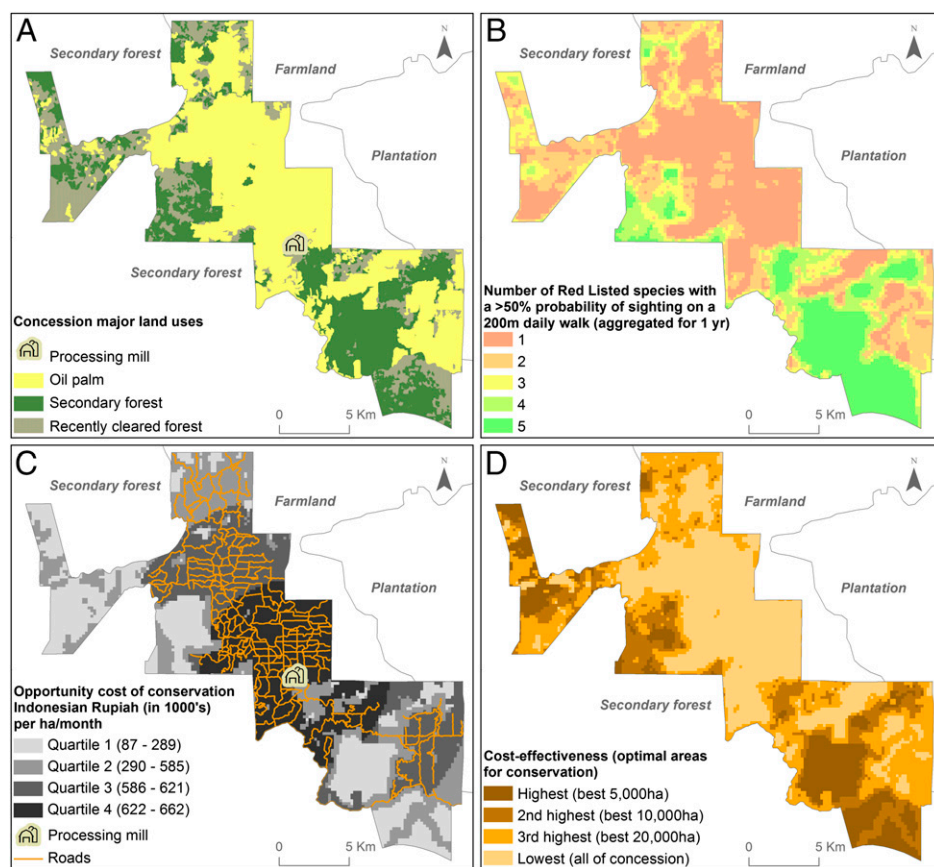 A
Secondary forest
N
Farmland
Plantation
Secondary forest
Concession major land uses
Processing mill
Oil palm
Secondary forest
Recently cleared forest
0 5 Km
B
Secondary forest
N
Farmland
Plantation
Secondary forest
Number of Red Listed species with
a >50% probability of sighting on a
200m daily walk (aggregated for 1 yr)
1
2
3
4
5
0 5 Km
C
Secondary forest
N
Farmland
Plantation
Opportunity cost of conservation
Indonesian Rupiah (in 1000's)
per ha/month
Quartile 1 (87 - 289)
Quartile 2 (290 - 585)
Quartile 3 (586 - 621)
Quartile 4 (622 - 662)
Processing mill
Roads
0 5 Km
D
Secondary forest
N
Farmland
Plantation
Secondary forest
Cost-effectiveness (optimal areas
for conservation)
Highest (best 5,000ha)
2nd highest (best 10,000ha)
3rd highest (best 20,000ha)
Lowest (all of concession)
0 5 Km